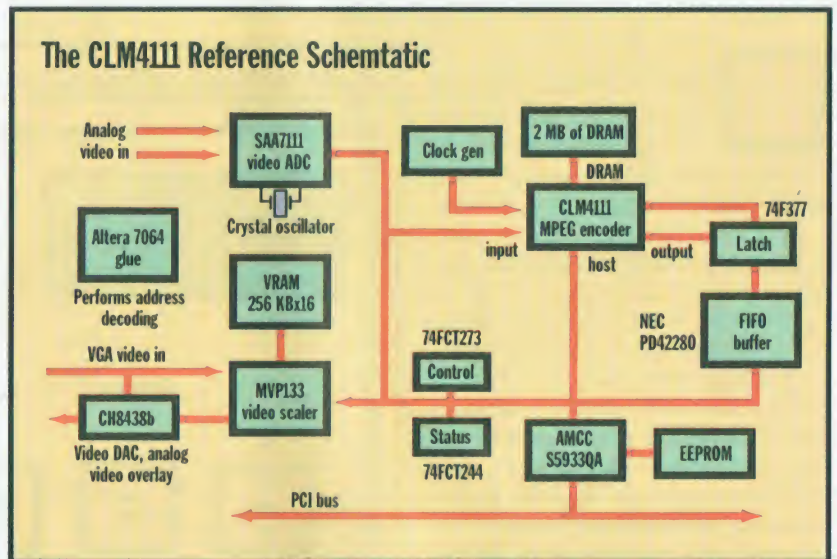 The CLM4111 Reference Schemtatic
Analog
video in
SAA7111
video ADC
Crystal oscillator
Clock gen
2 MB of DRAM
DRAM
CLM4111
MPEG encoder
input
host
output
74F377
Latch
Altera 7064
glue
Performs address
decoding
VRAM
256 KBx16
NEC
PD42280
FIFO
buffer
VGA video in
74FCT273
Control
MVP133
video scaler
CH8438b
Video DAC, analog
video overlay
Status
74FCT244
AMCC
S5933QA
EEPROM
PCI bus